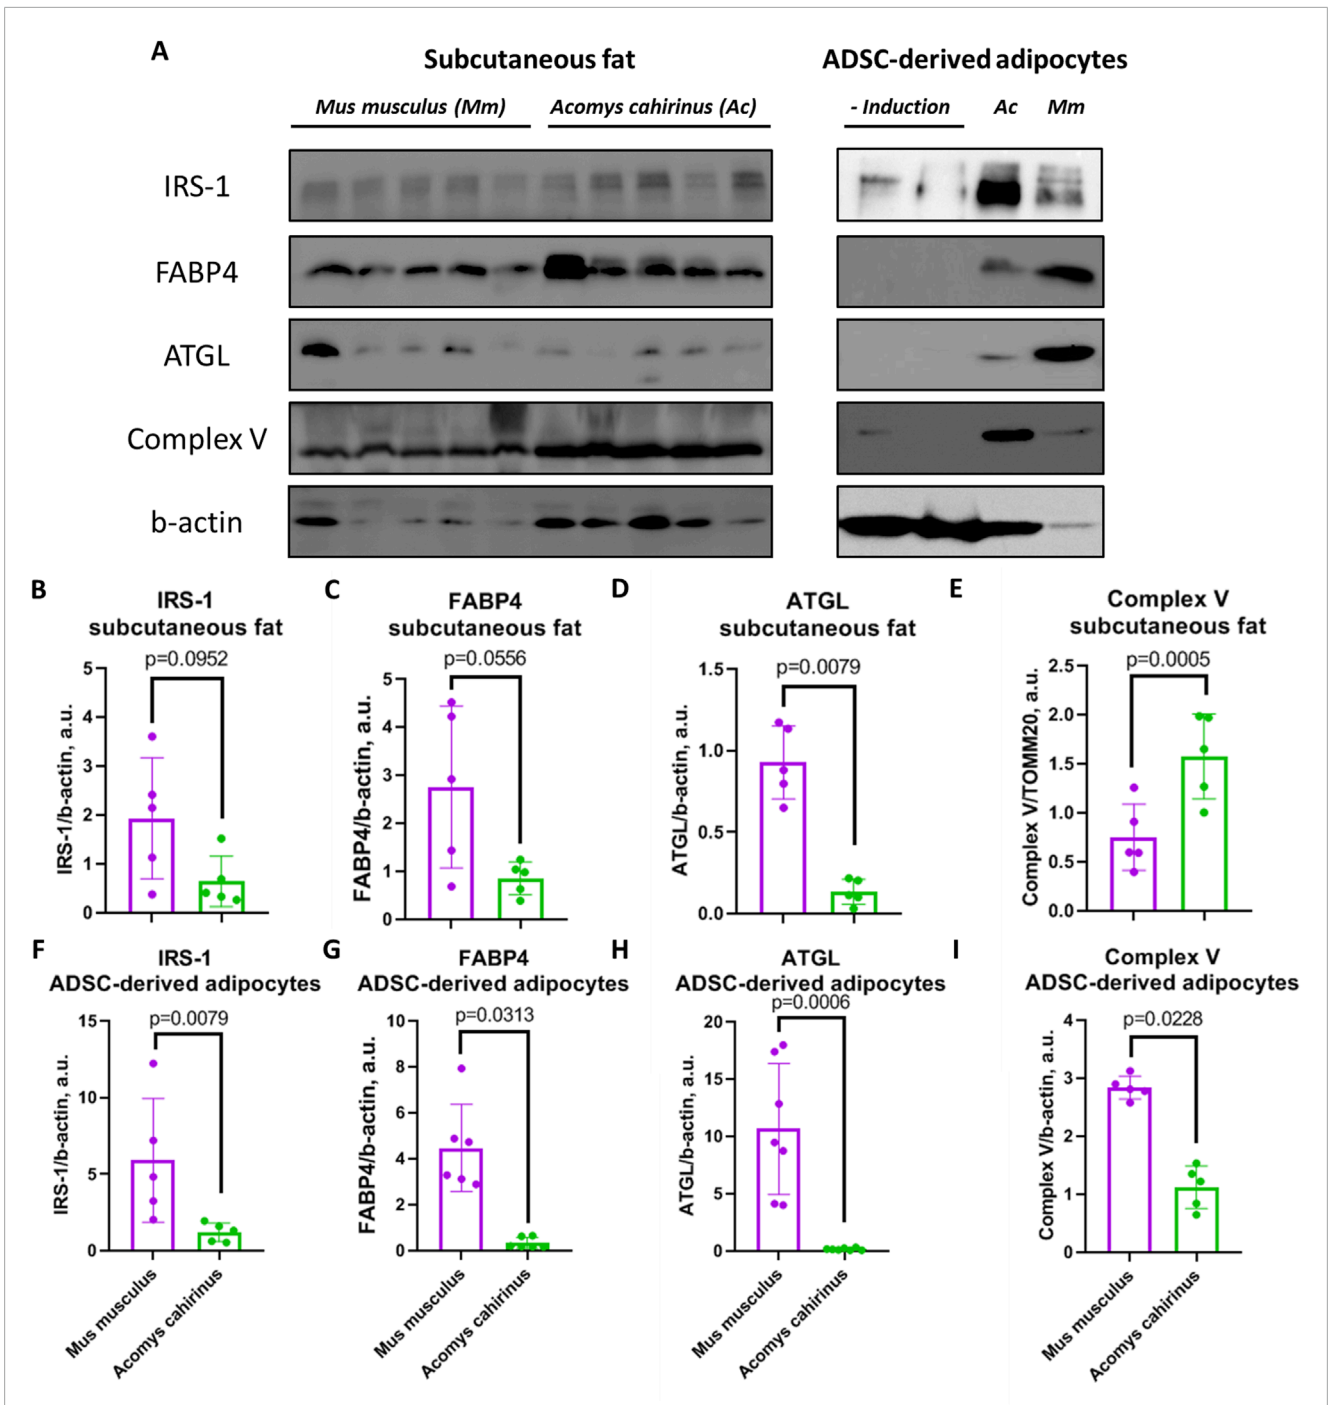 A
Subcutaneous fat
ADSC-derived adipocytes
Mus musculus (Mm)
Acomys cahirinus (Ac)
- Induction
Ac
Mm
IRS-1
FABP4
ATGL
Complex V
b-actin
B
IRS-1
subcutaneous fat
p=0.0952
IRS-1/b-actin, a.u.
5
4
3
2
1
0
C
FABP4
subcutaneous fat
p=0.0556
FABP4/b-actin, a.u.
5
4
3
2
1
0
D
ATGL
subcutaneous fat
p=0.0079
ATGL/b-actin, a.u.
1.5
1.0
0.5
0.0
E
Complex V
subcutaneous fat
p=0.0005
Complex V/TOMM20, a.u.
2.5
2.0
1.5
1.0
0.5
0.0
F
IRS-1
ADSC-derived adipocytes
p=0.0079
IRS-1/b-actin, a.u.
15
10
5
0
Mus musculus
Acomys cahirinus
G
FABP4
ADSC-derived adipocytes
p=0.0313
FABP4/b-actin, a.u.
10
8
6
4
2
0
Mus musculus
Acomys cahirinus
H
ATGL
ADSC-derived adipocytes
p=0.0006
ATGL/b-actin, a.u.
20
15
10
5
0
Mus musculus
Acomys cahirinus
I
Complex V
ADSC-derived adipocytes
p=0.0228
Complex V/b-actin, a.u.
4
3
2
1
0
Mus musculus
Acomys cahirinus